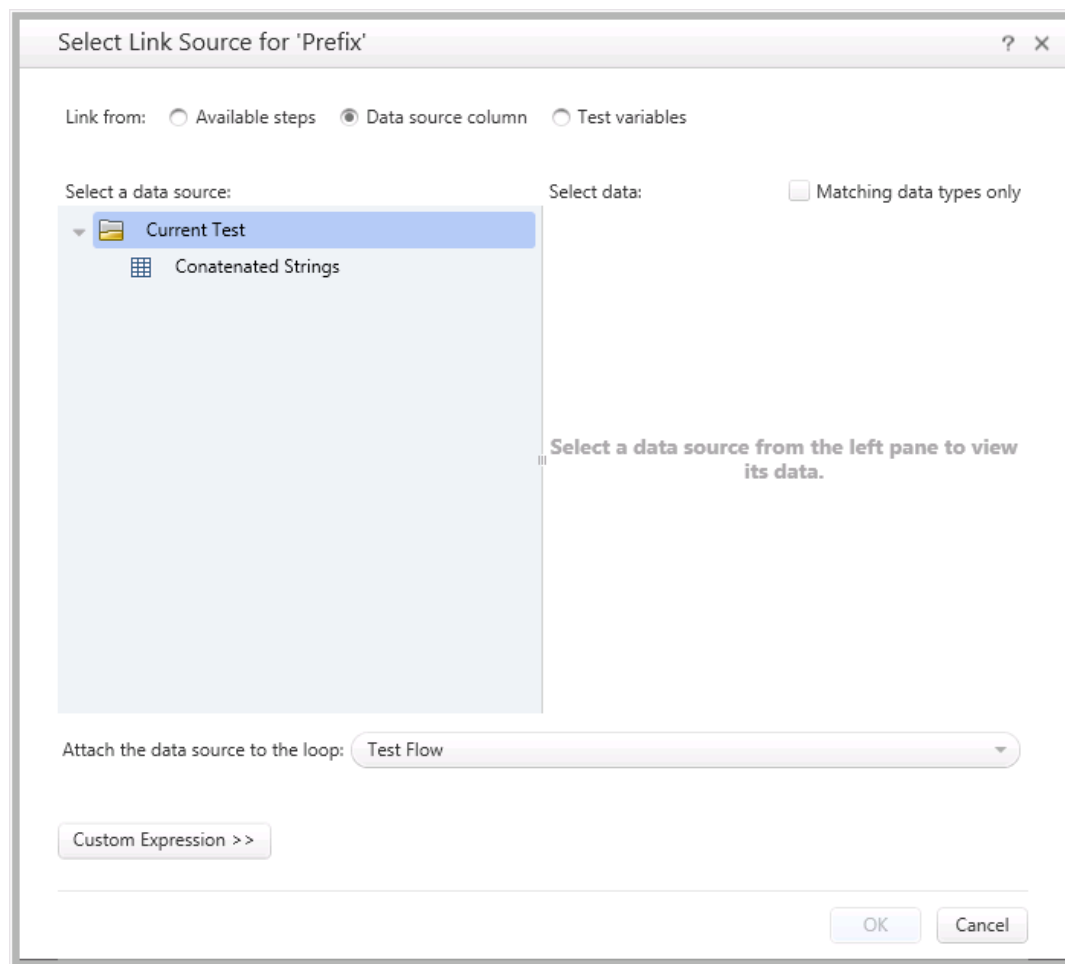 Select Link Source for 'Prefix'
? ×
Link from: Available steps Data source column Test variables
Select a data source: Select data: Matching data types only
Current Test
Conatenated Strings
Select a data source from the left pane to view
its data.
Attach the data source to the loop: Test Flow
Custom Expression >>
OK Cancel